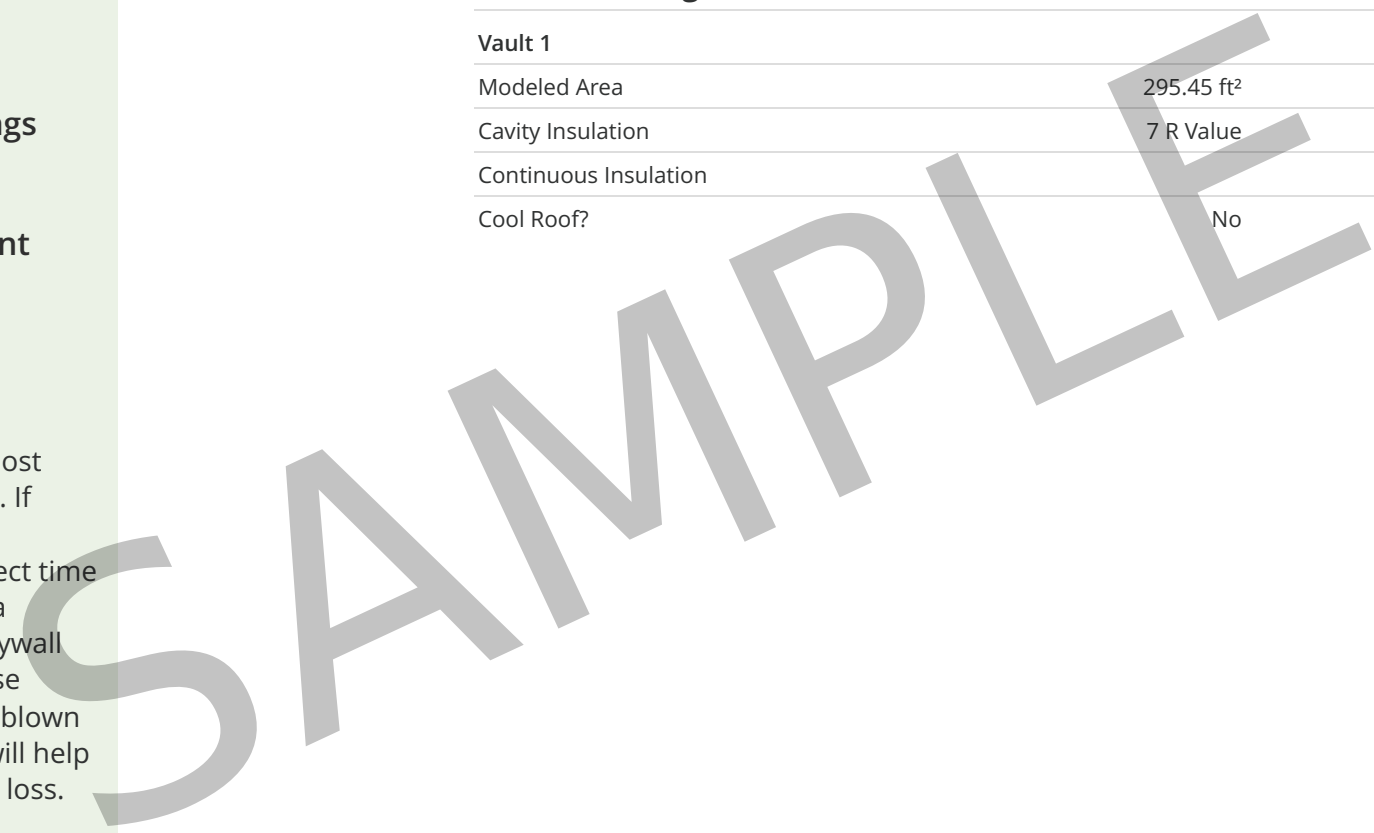 ngs
nt
ost
. If
ect time
a
ywall
se
blown
will help
loss.
Vault 1
Modeled Area 295.45 ft²
Cavity Insulation 7 R Value
Continuous Insulation
Cool Roof? No
SAMPLE